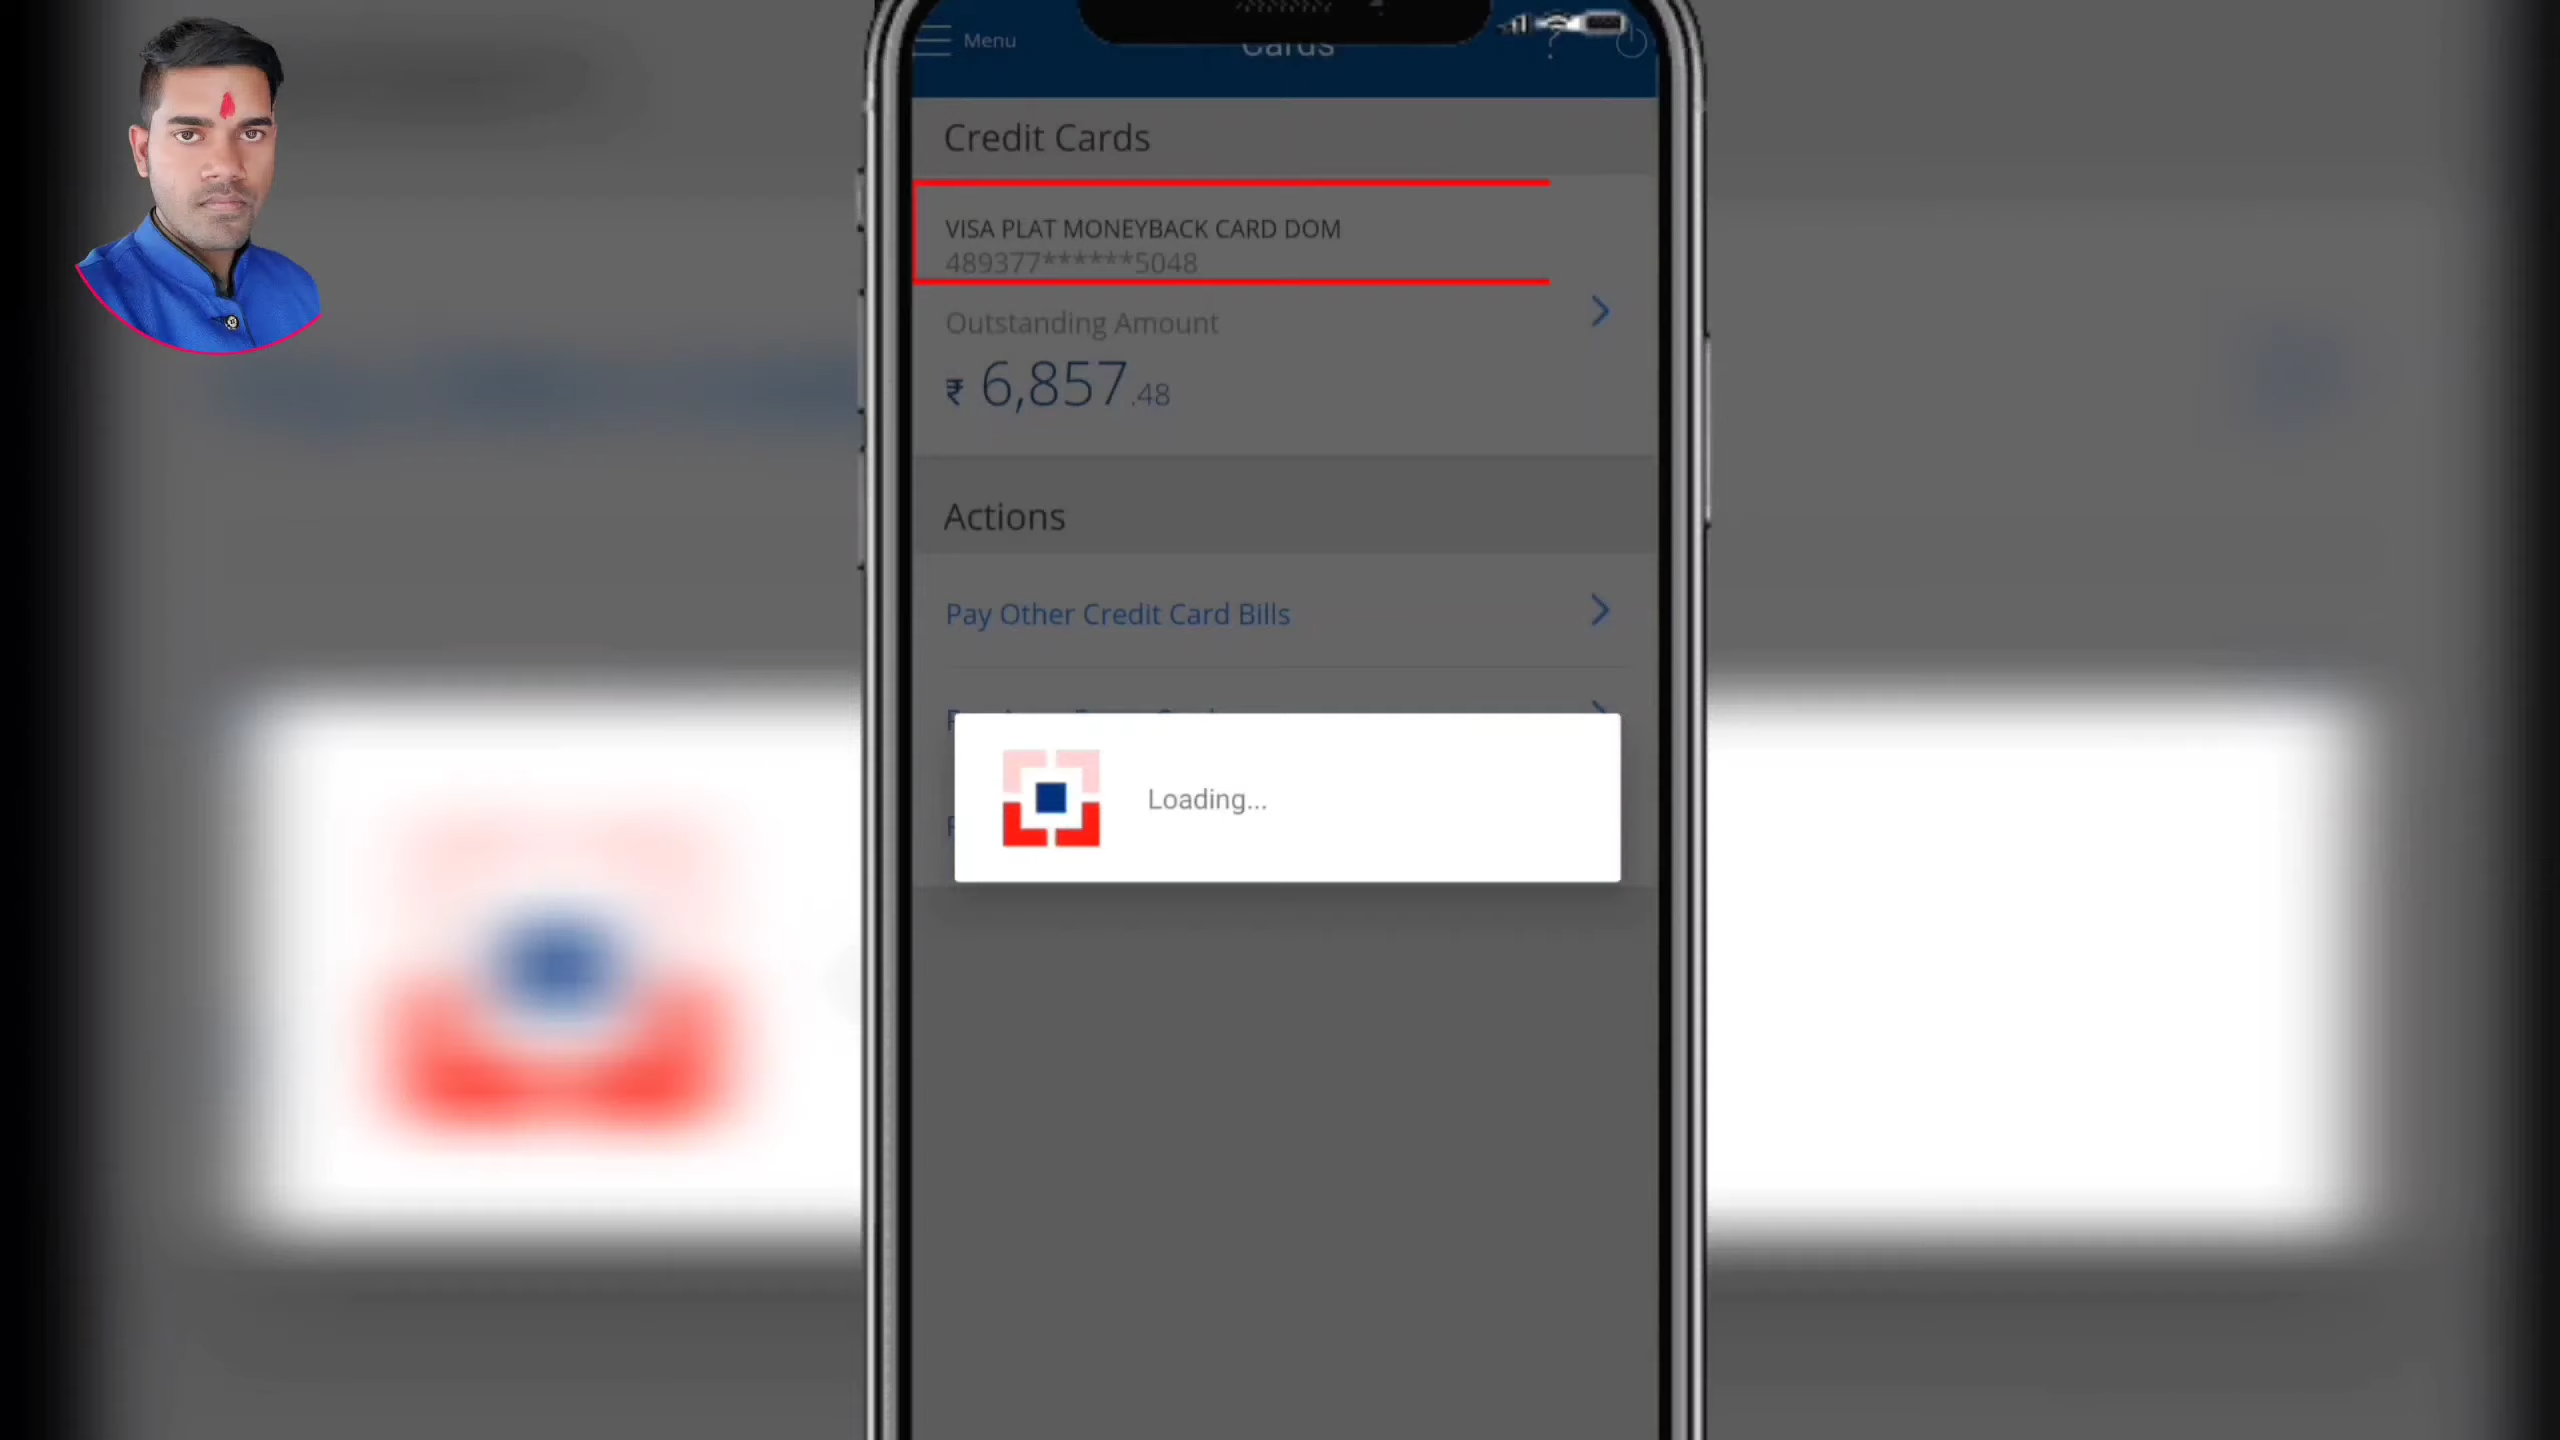 Menu
Cards
Credit Cards
VISA PLAT MONEYBACK CARD DOM
489377******5048
Outstanding Amount
₹ 6,857.48
Actions
Pay Other Credit Card Bills
Loading...